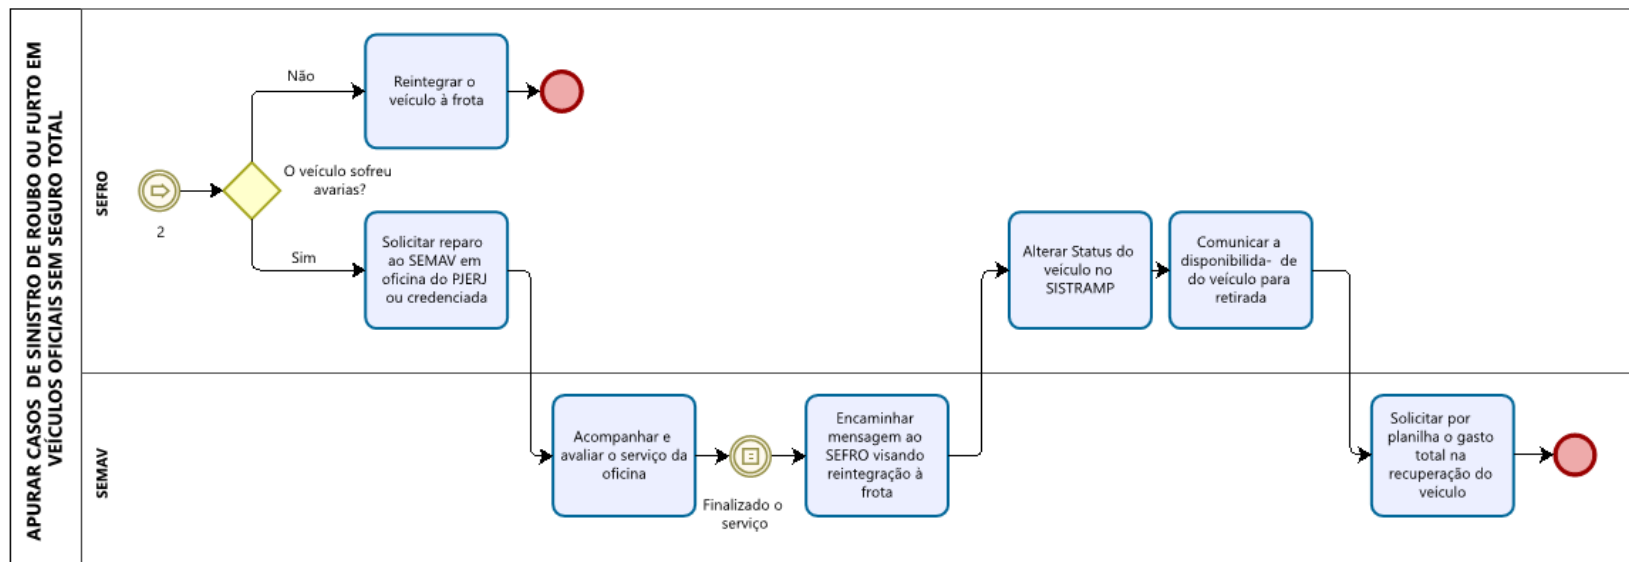 APURAR CASOS  DE SINISTRO DE ROUBO OU FURTO EM
VEÍCULOS OFICIAIS SEM SEGURO TOTAL
SEFRO
2
O veículo sofreu
avarias?
Não
Reintegrar o
veículo à frota
Sim
Solicitar reparo
ao SEMAV em
oficina do PJERJ
ou credenciada
Alterar Status do
veículo no
SISTRAMP
Comunicar a
disponibilida-  de
do veículo para
retirada
SEMAV
Acompanhar e
avaliar o serviço da
oficina
Finalizado o
serviço
Encaminhar
mensagem ao
SEFRO visando
reintegração à
frota
Solicitar por
planilha o gasto
total na
recuperação do
veículo